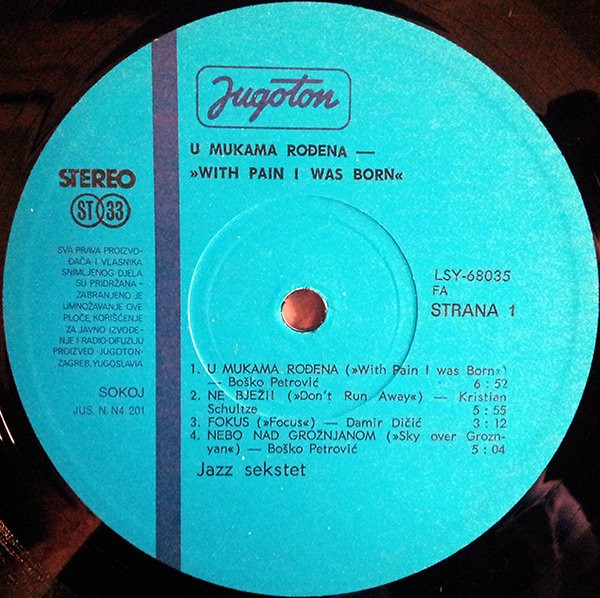 Jugoton
U MUKAMA ROĐENA —
»WITH PAIN I WAS BORN«
STEREO
ST 33
SVA PRAVA PROIZVO-
ĐAČA I VLASNIKA
SNIMLJENOG DJELA
SU PRIDRŽANA -
ZABRANJENO JE
UMNOŽAVANJE OVE
PLOČE, KORIŠĆENJE
ZA JAVNO IZVOĐE-
NJE I RADIO-DIFUZIJU
PROIZVEO -JUGOTON-
ZAGREB, YUGOSLAVIA
SOKOJ
JUS. N. N4 201
LSY-68035
FA
STRANA 1
1. U MUKAMA ROĐENA (»With Pain I was Born«)
— Boško Petrović 6 : 52
2. NE BJEŽI! (»Don't Run Away«) — Kristian
Schultze 5 : 55
3. FOKUS (»Focus«) — Damir Dičić 3 : 12
4. NEBO NAD GROŽNJANOM (»Sky over Grozn-
yan«) — Boško Petrović 5 : 04
Jazz sekstet